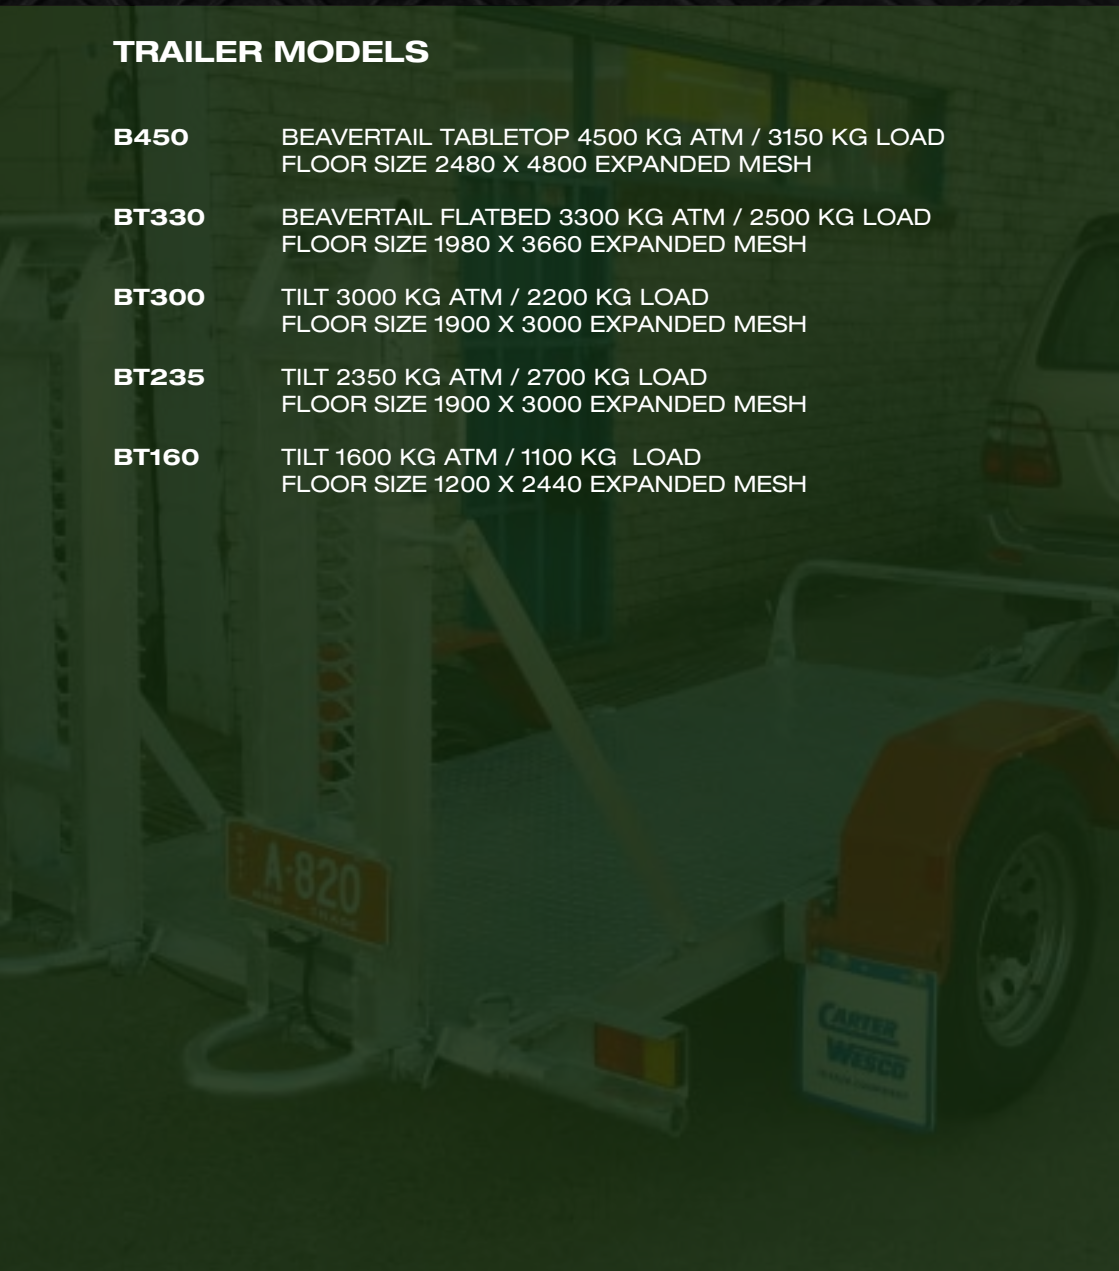 TRAILER MODELS
B450 BEAVERTAIL TABLETOP 4500 KG ATM / 3150 KG LOAD
FLOOR SIZE 2480 X 4800 EXPANDED MESH
BT330 BEAVERTAIL FLATBED 3300 KG ATM / 2500 KG LOAD
FLOOR SIZE 1980 X 3660 EXPANDED MESH
BT300 TILT 3000 KG ATM / 2200 KG LOAD
FLOOR SIZE 1900 X 3000 EXPANDED MESH
BT235 TILT 2350 KG ATM / 2700 KG LOAD
FLOOR SIZE 1900 X 3000 EXPANDED MESH
BT160 TILT 1600 KG ATM / 1100 KG LOAD
FLOOR SIZE 1200 X 2440 EXPANDED MESH
A·820
CARTER
WESCO